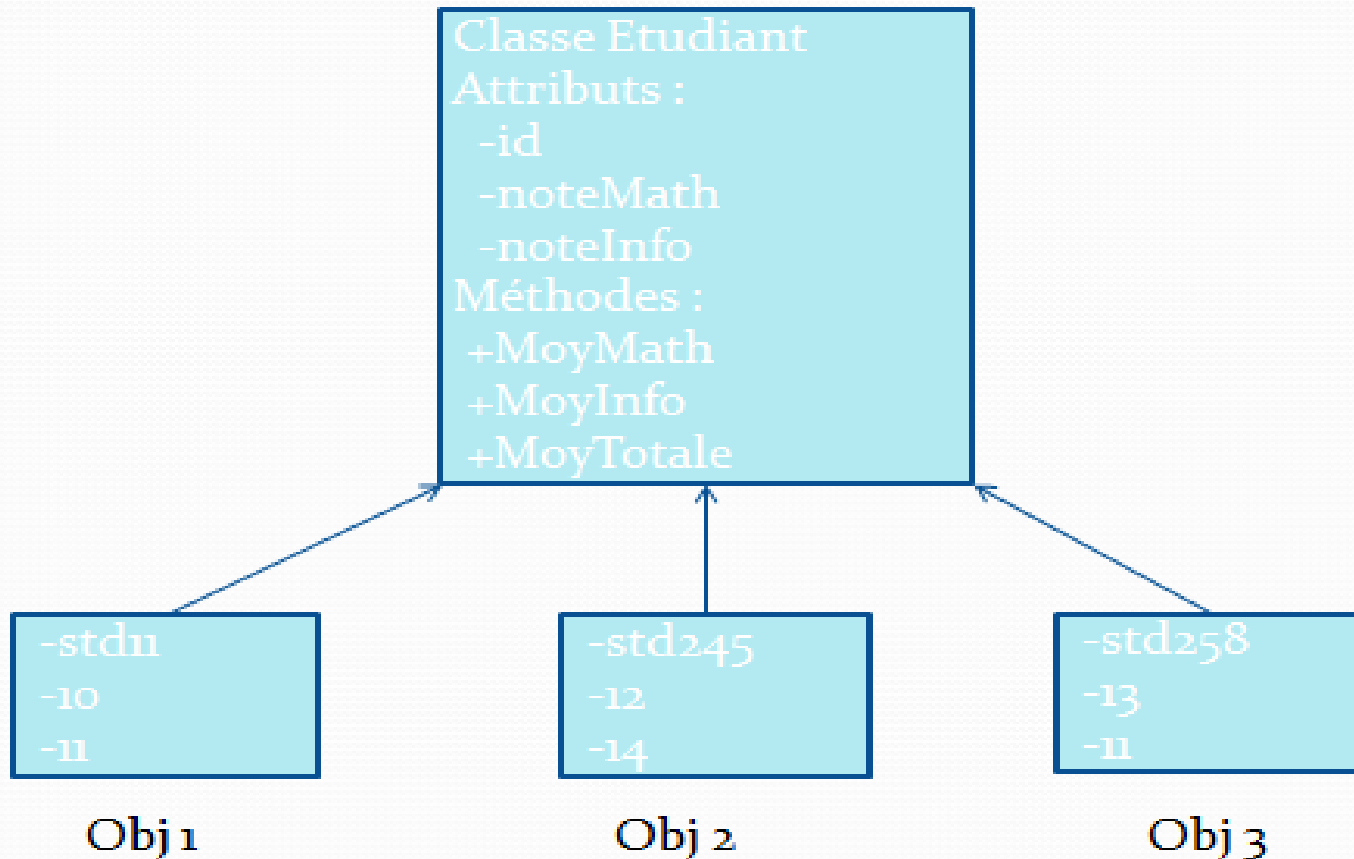 Classe Etudiant
Attributs :
-id
-noteMath
-noteInfo
Méthodes :
+MoyMath
+MoyInfo
+MoyTotale
-std11
-10
-11
-std245
-12
-14
-std258
-13
-11
Obj 1
Obj 2
Obj 3